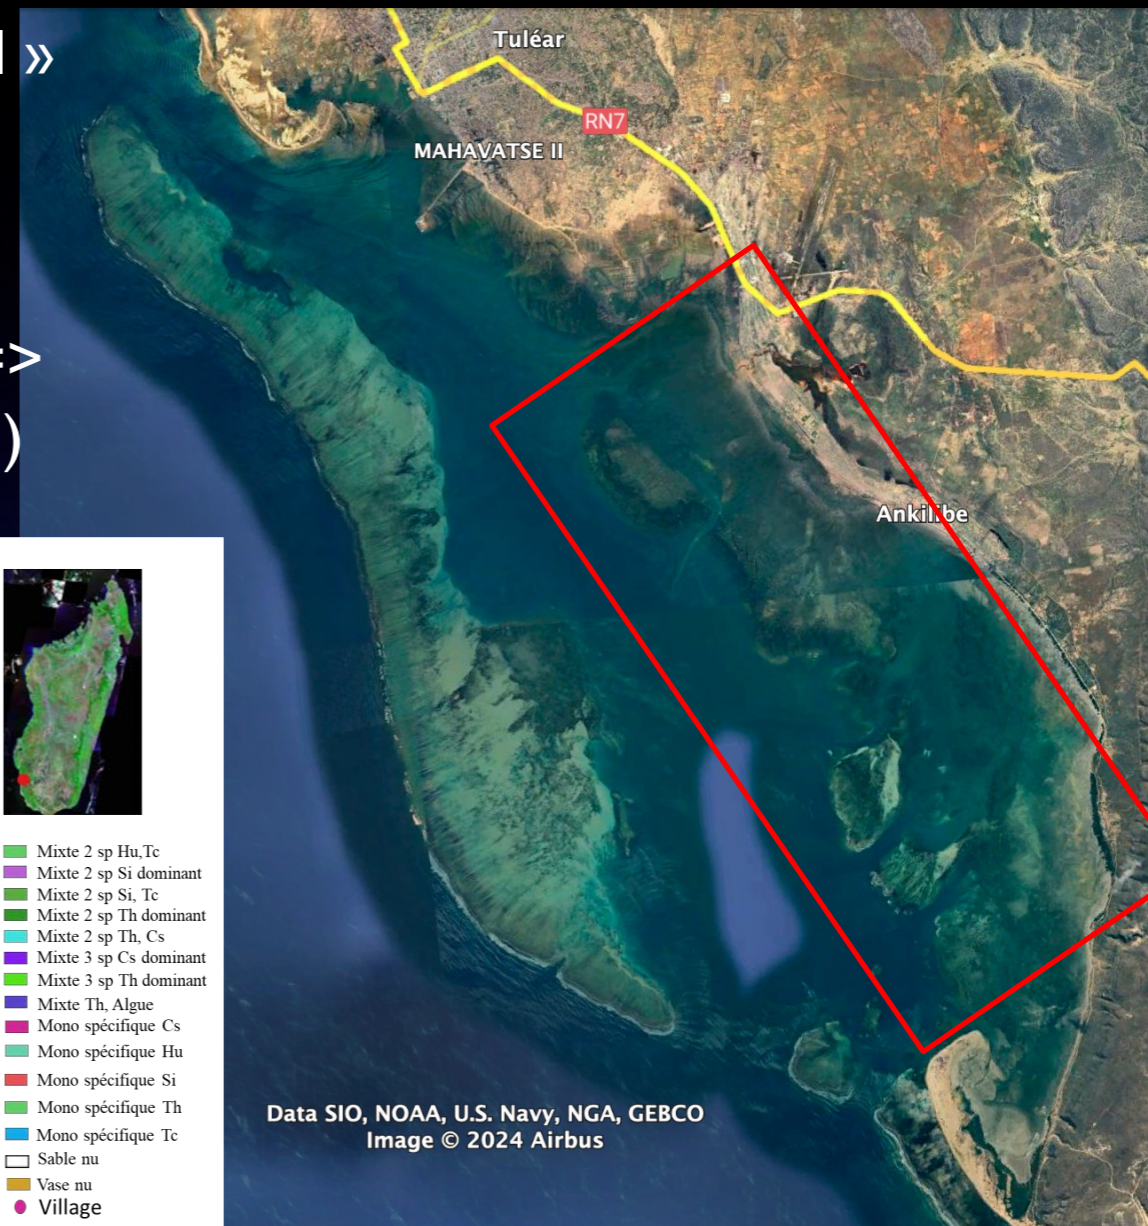 »
Tuléar
RN7
MAHAVATSE II
>
)
Ankilibe
Mixte 2 sp Hu,Tc
Mixte 2 sp Si dominant
Mixte 2 sp Si, Tc
Mixte 2 sp Th dominant
Mixte 2 sp Th, Cs
Mixte 3 sp Cs dominant
Mixte 3 sp Th dominant
Mixte Th, Algue
Mono spécifique Cs
Mono spécifique Hu
Mono spécifique Si
Mono spécifique Th
Mono spécifique Tc
Sable nu
Vase nu
Village
Data SIO, NOAA, U.S. Navy, NGA, GEBCO
Image © 2024 Airbus